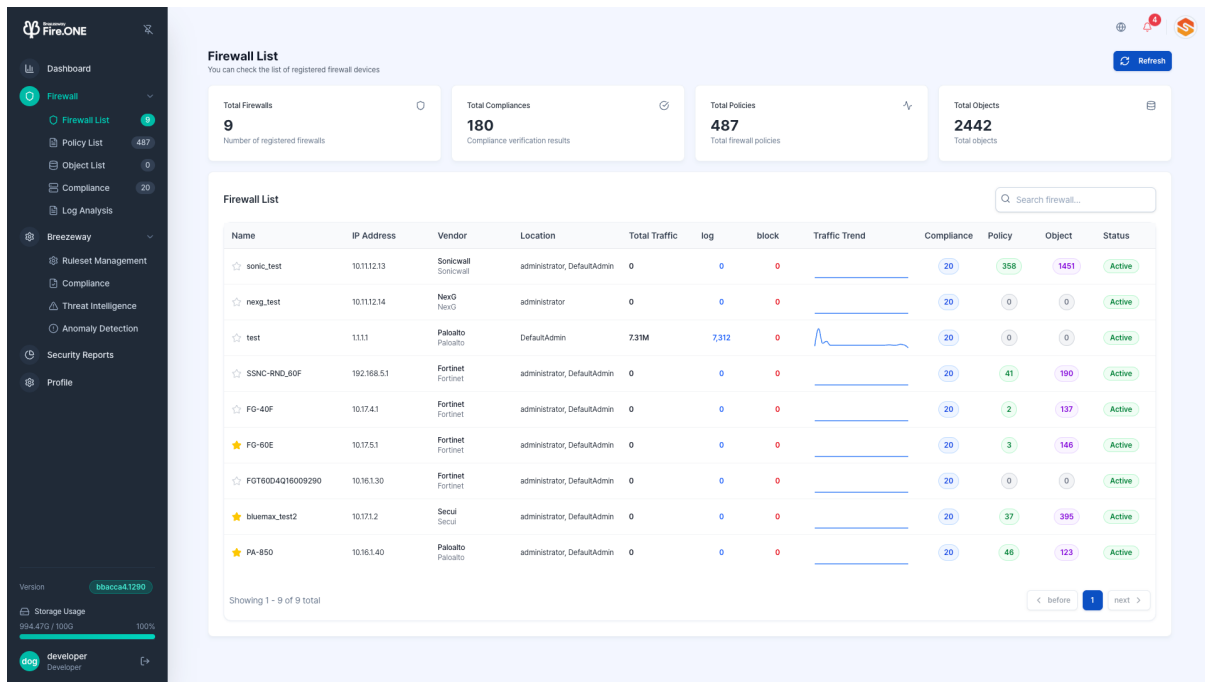 Breezeway
Fire.ONE
Dashboard
Firewall
Firewall List 9
Policy List 487
Object List 0
Compliance 20
Log Analysis
Breezeway
Ruleset Management
Compliance
Threat Intelligence
Anomaly Detection
Security Reports
Profile
Version bbacca4.1290
Storage Usage
994.47G / 100G 100%
dog
developer
Developer
4
Firewall List
You can check the list of registered firewall devices
Refresh
Total Firewalls
9
Number of registered firewalls
Total Compliances
180
Compliance verification results
Total Policies
487
Total firewall policies
Total Objects
2442
Total objects
Firewall List
Search firewall...
Name IP Address Vendor Location Total Traffic log block Traffic Trend Compliance Policy Object Status
sonic_test 10.11.12.13 Sonicwall Sonicwall administrator, DefaultAdmin 0 0 0 20 358 1451 Active
nexg_test 10.11.12.14 NexG NexG administrator 0 0 0 20 0 0 Active
test 1.1.1.1 Paloalto Paloalto DefaultAdmin 7.31M 7,312 0 20 0 0 Active
SSNC-RND_60F 192.168.5.1 Fortinet Fortinet administrator, DefaultAdmin 0 0 0 20 41 190 Active
FG-40F 10.17.4.1 Fortinet Fortinet administrator, DefaultAdmin 0 0 0 20 2 137 Active
FG-60E 10.17.5.1 Fortinet Fortinet administrator, DefaultAdmin 0 0 0 20 3 146 Active
FGT60D4Q16009290 10.16.1.30 Fortinet Fortinet administrator, DefaultAdmin 0 0 0 20 0 0 Active
bluemax_test2 10.17.1.2 Secui Secui administrator, DefaultAdmin 0 0 0 20 37 395 Active
PA-850 10.16.1.40 Paloalto Paloalto administrator, DefaultAdmin 0 0 0 20 46 123 Active
Showing 1 - 9 of 9 total
before 1 next